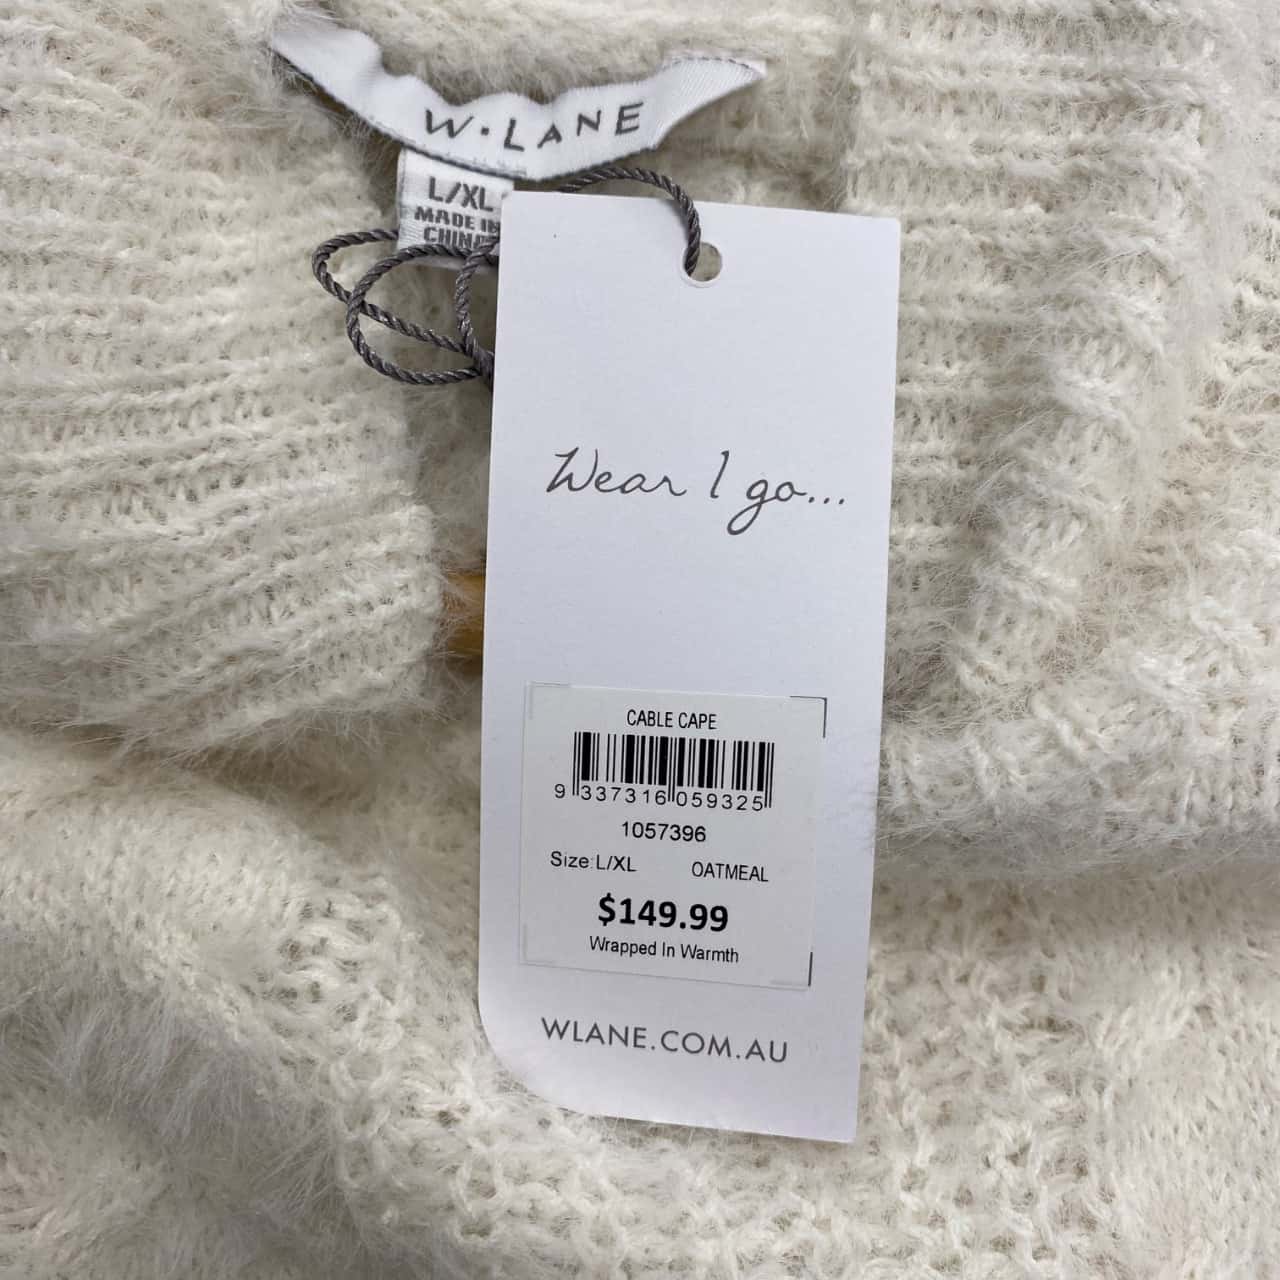 W·LANE
L/XL
MADE IN
CHINA
Wear I go...
CABLE CAPE
9 337316 059325
1057396
Size:L/XL OATMEAL
$149.99
Wrapped In Warmth
WLANE.COM.AU